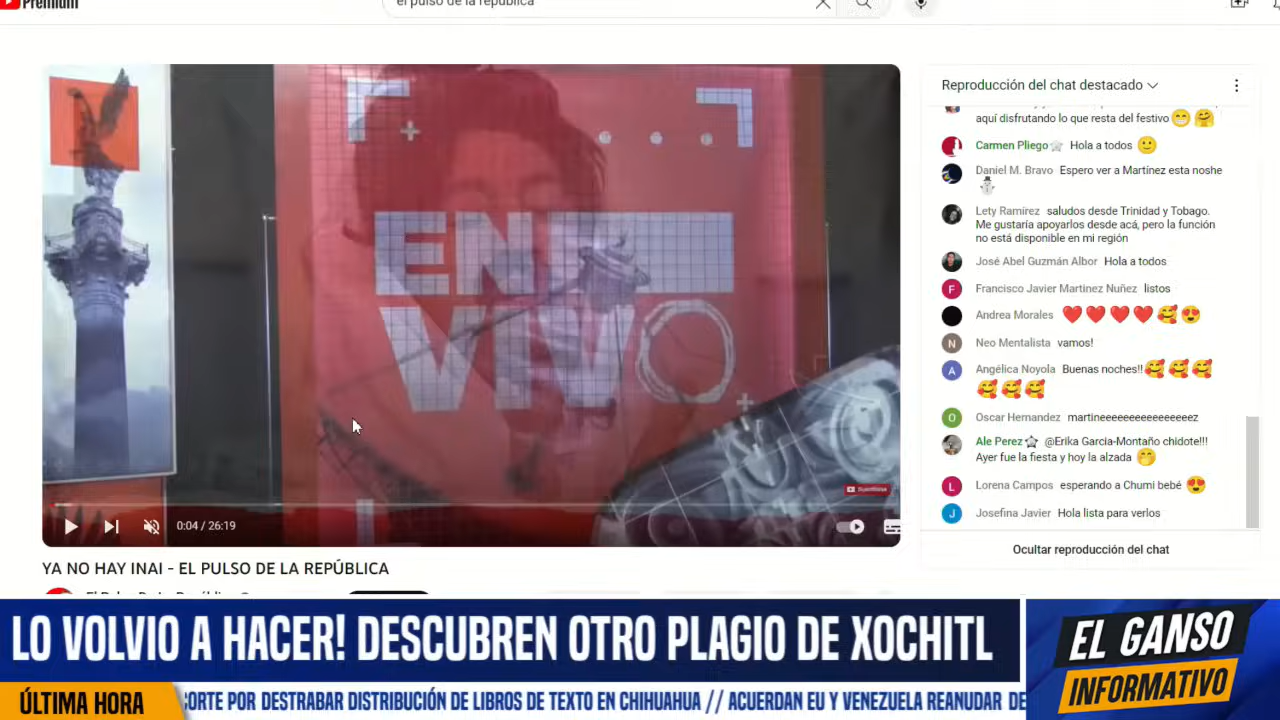 Premium
el pulso de la república
EN
VIVO
Suscribirse
0:04 / 26:19
YA NO HAY INAI - EL PULSO DE LA REPÚBLICA
Reproducción del chat destacado
aquí disfrutando lo que resta del festivo😁🤗
Carmen Pliego Hola a todos 🙂
Daniel M. Bravo Espero ver a Martínez esta noshe
⛄
Lety Ramírez saludos desde Trinidad y Tobago.
Me gustaría apoyarlos desde acá, pero la función
no está disponible en mi región
José Abel Guzmán Albor Hola a todos
F Francisco Javier Martinez Nuñez listos
Andrea Morales ❤️❤️❤️❤️🥰😍
N Neo Mentalista vamos!
A Angélica Noyola Buenas noches!!🥰🥰🥰
🥰🥰🥰
O Oscar Hernandez martineeeeeeeeeeeeeeeez
Ale Perez @Erika Garcia-Montaño chidote!!!
Ayer fue la fiesta y hoy la alzada 🤭
L Lorena Campos esperando a Chumi bebé 😍
J Josefina Javier Hola lista para verlos
Ocultar reproducción del chat
LO VOLVIO A HACER! DESCUBREN OTRO PLAGIO DE XOCHITL
EL GANSO
INFORMATIVO
ÚLTIMA HORA
CORTE POR DESTRABAR DISTRIBUCIÓN DE LIBROS DE TEXTO EN CHIHUAHUA // ACUERDAN EU Y VENEZUELA REANUDAR DE